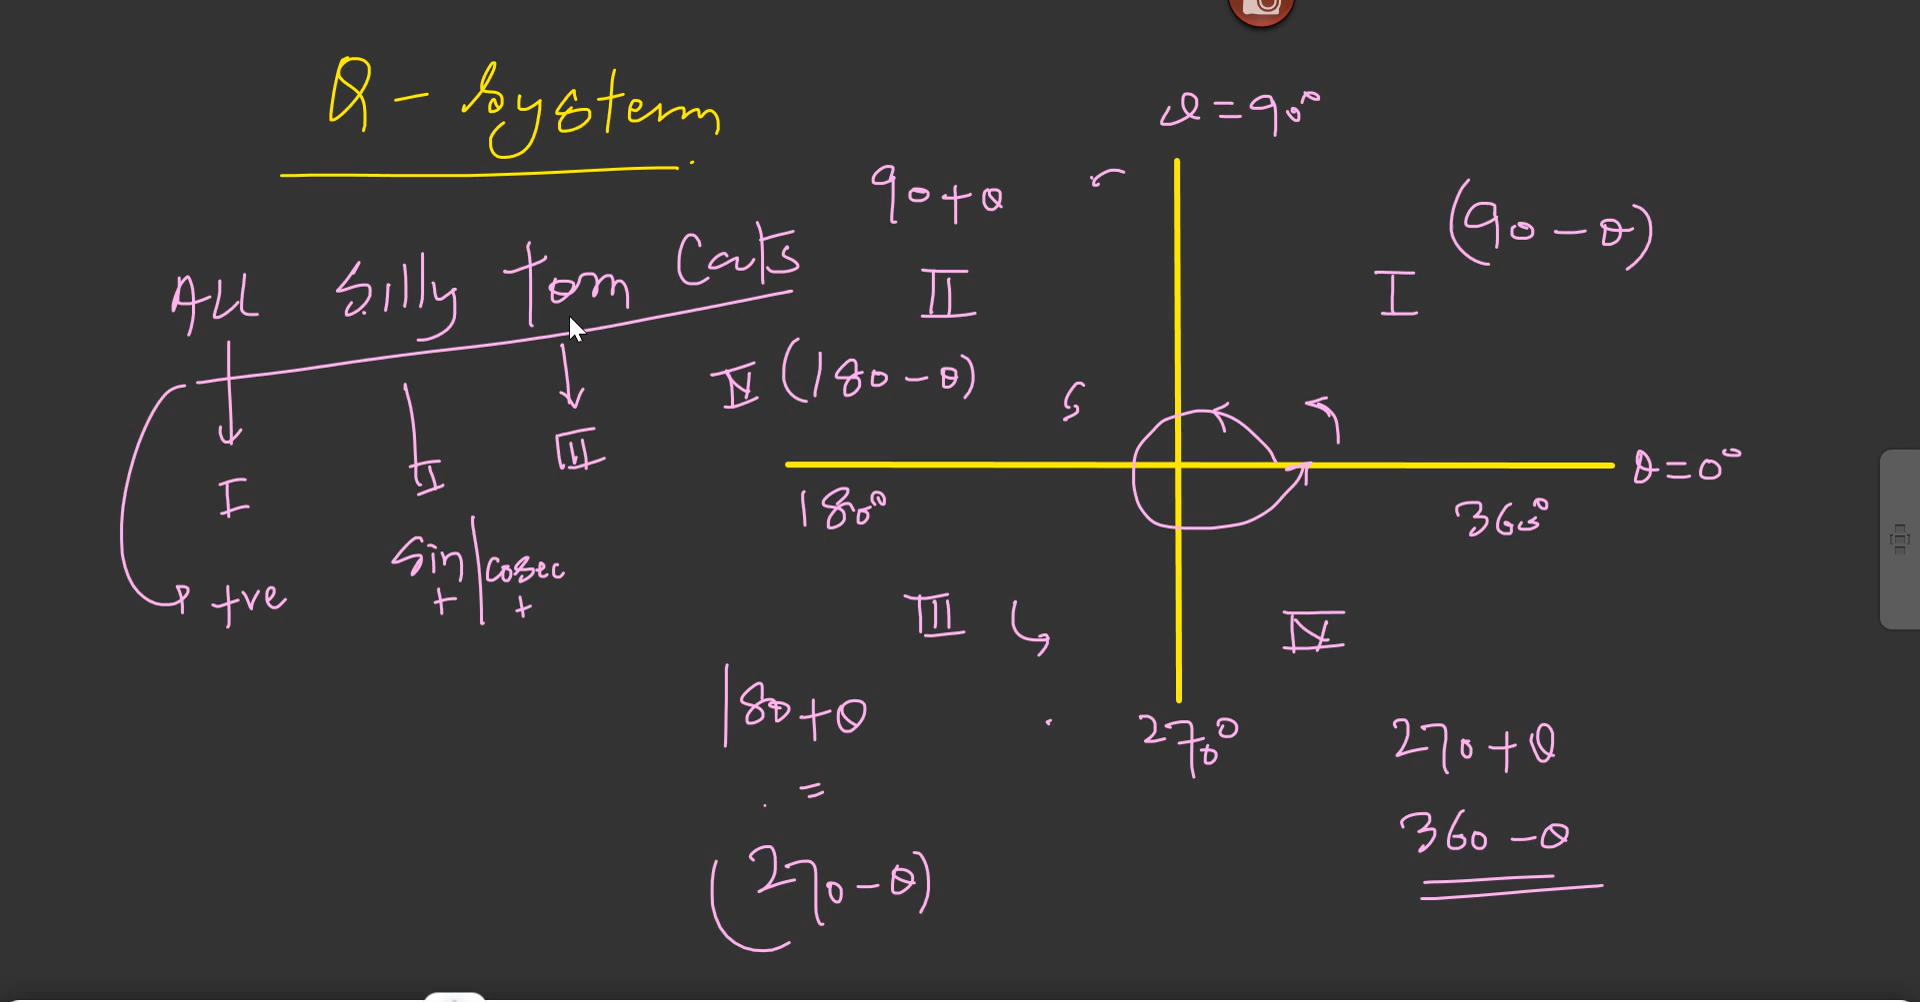 Q - System
θ = 90°
90 + θ
(90 - θ)
All Silly Tom Cats
II
I
IV (180 - θ)
I
II
III
θ = 0°
180°
360°
+ve
sin | cosec
+ +
III
IV
180 + θ
=
270°
270 + θ
360 - θ
(270 - θ)